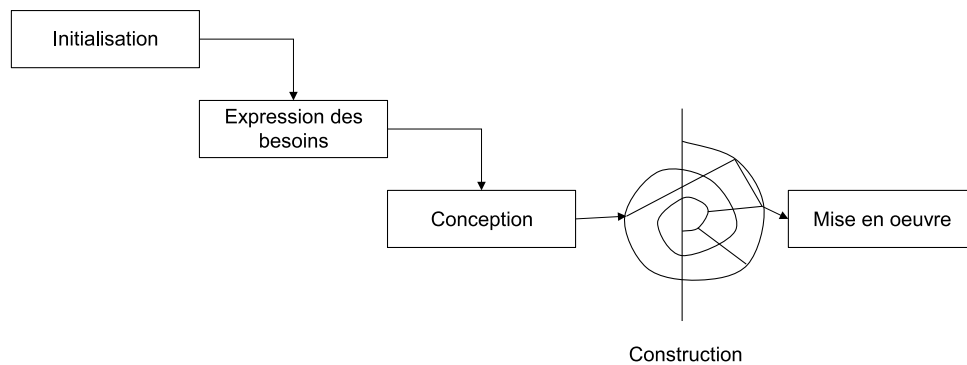 Initialisation
Expression des
besoins
Conception
Mise en oeuvre
Construction